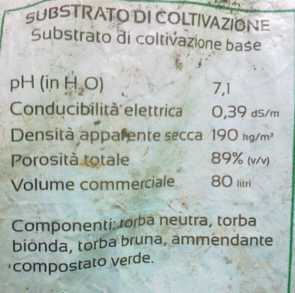 SUBSTRATO DI COLTIVAZIONE
Substrato di coltivazione base
pH (in H₂O) 7,1
Conducibilità elettrica 0,39 dS/m
Densità apparente secca 190 kg/m³
Porosità totale 89% (v/v)
Volume commerciale 80 litri
Componenti: torba neutra, torba
bionda, torba bruna, ammendante
compostato verde.